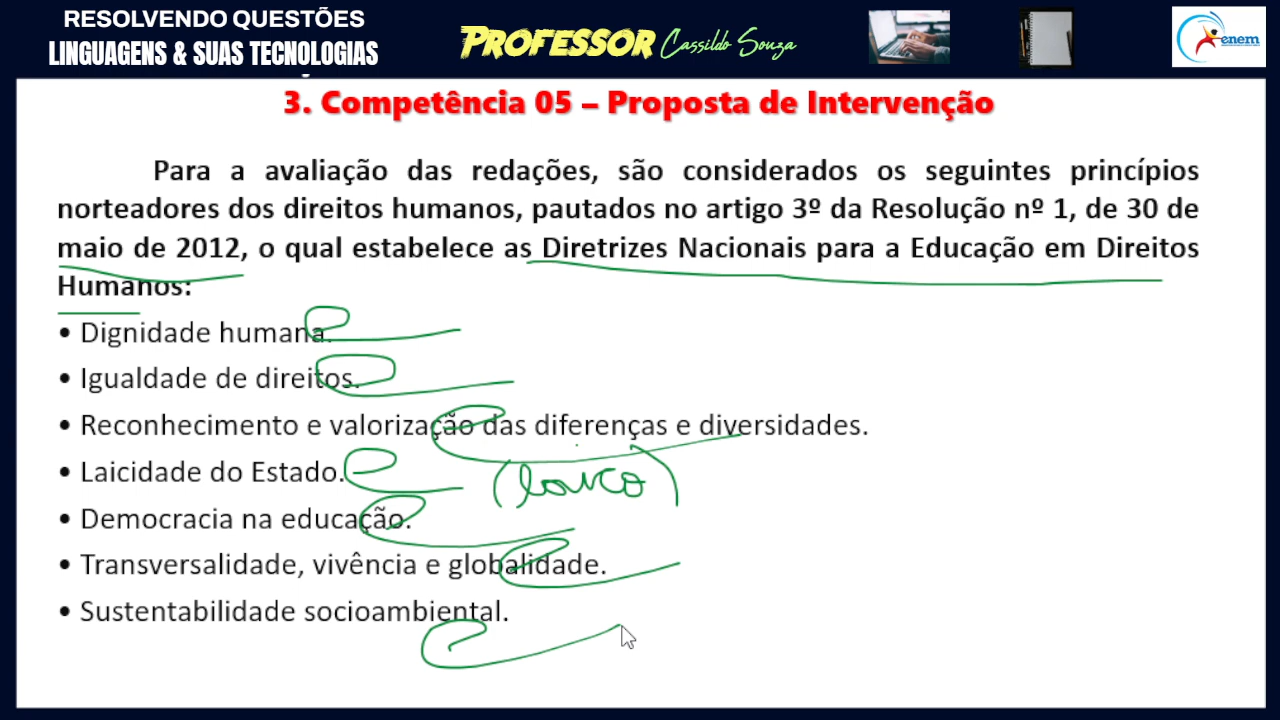 RESOLVENDO QUESTÕES
LINGUAGENS & SUAS TECNOLOGIAS
PROFESSOR Cassildo Souza
enem
3. Competência 05 – Proposta de Intervenção
Para a avaliação das redações, são considerados os seguintes princípios
norteadores dos direitos humanos, pautados no artigo 3º da Resolução nº 1, de 30 de
maio de 2012, o qual estabelece as Diretrizes Nacionais para a Educação em Direitos
Humanos:
• Dignidade humana.
• Igualdade de direitos.
• Reconhecimento e valorização das diferenças e diversidades.
• Laicidade do Estado.
• Democracia na educação.
• Transversalidade, vivência e globalidade.
• Sustentabilidade socioambiental.